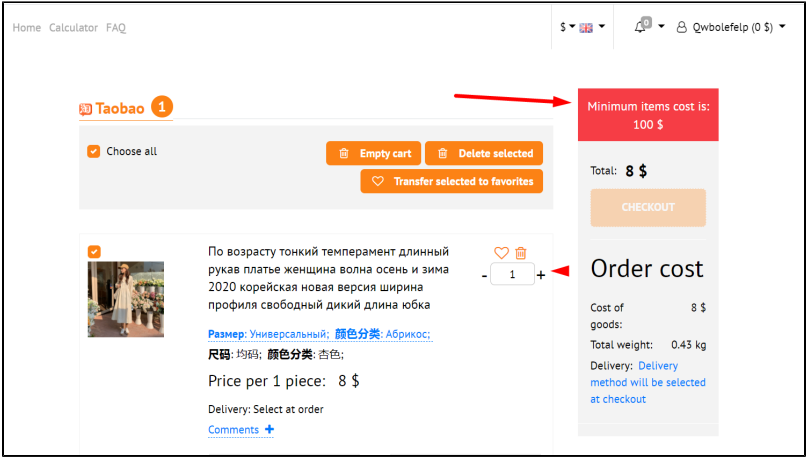 Home Calculator FAQ
$
0
Qwbolefelp (0 $)
Taobao 1
Choose all
Empty cart
Delete selected
Transfer selected to favorites
По возрасту тонкий темперамент длинный
рукав платье женщина волна осень и зима
2020 корейская новая версия ширина
профиля свободный дикий длина юбка
- 1 +
Размер: Универсальный; 颜色分类: Абрикос;
尺码: 均码; 颜色分类: 杏色;
Price per 1 piece: 8 $
Delivery: Select at order
Comments +
Minimum items cost is:
100 $
Total: 8 $
CHECKOUT
Order cost
Cost of 8 $
goods:
Total weight: 0.43 kg
Delivery: Delivery
method will be selected
at checkout